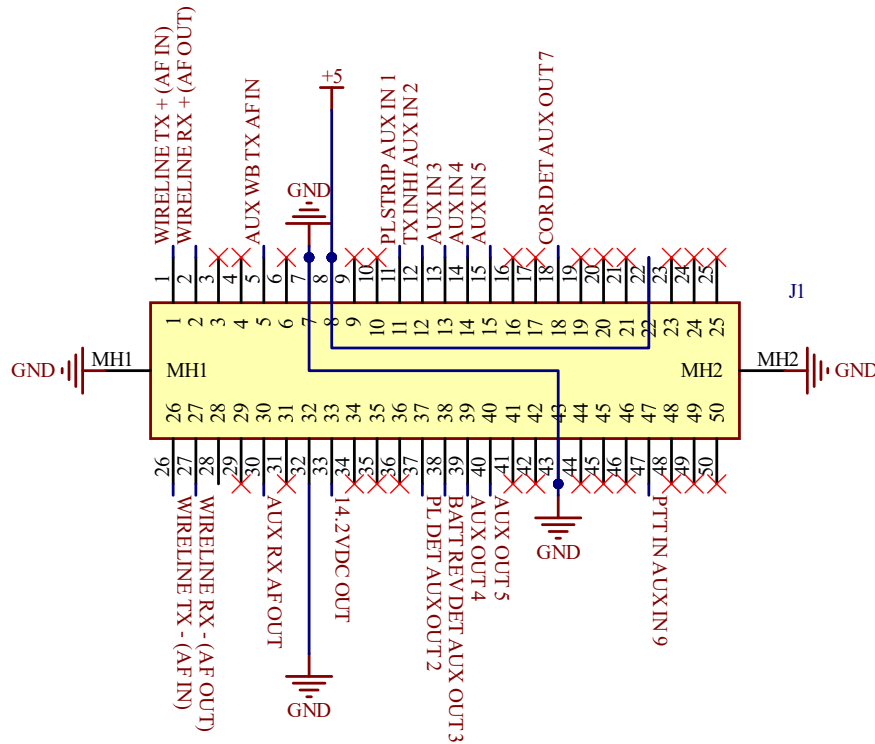 WIRELINE TX + (AF IN)
WIRELINE RX + (AF OUT)
AUX WB TX AF IN
GND
+5
PL STRIP AUX IN 1
TX INHI AUX IN 2
AUX IN 3
AUX IN 4
AUX IN 5
COR DET AUX OUT 7
J1
1 2 3 4 5 6 7 8 9 10 11 12 13 14 15 16 17 18 19 20 21 22 23 24 25
1 2 3 4 5 6 7 8 9 10 11 12 13 14 15 16 17 18 19 20 21 22 23 24 25
GND MH1 MH1 MH2 MH2 GND
26 27 28 29 30 31 32 33 34 35 36 37 38 39 40 41 42 43 44 45 46 47 48 49 50
26 27 28 29 30 31 32 33 34 35 36 37 38 39 40 41 42 43 44 45 46 47 48 49 50
WIRELINE TX - (AF IN)
WIRELINE RX - (AF OUT)
AUX RX AF OUT
GND
14.2 VDC OUT
PL DET AUX OUT 2
BATT REV DET AUX OUT 3
AUX OUT 4
AUX OUT 5
GND
PTT IN AUX IN 9